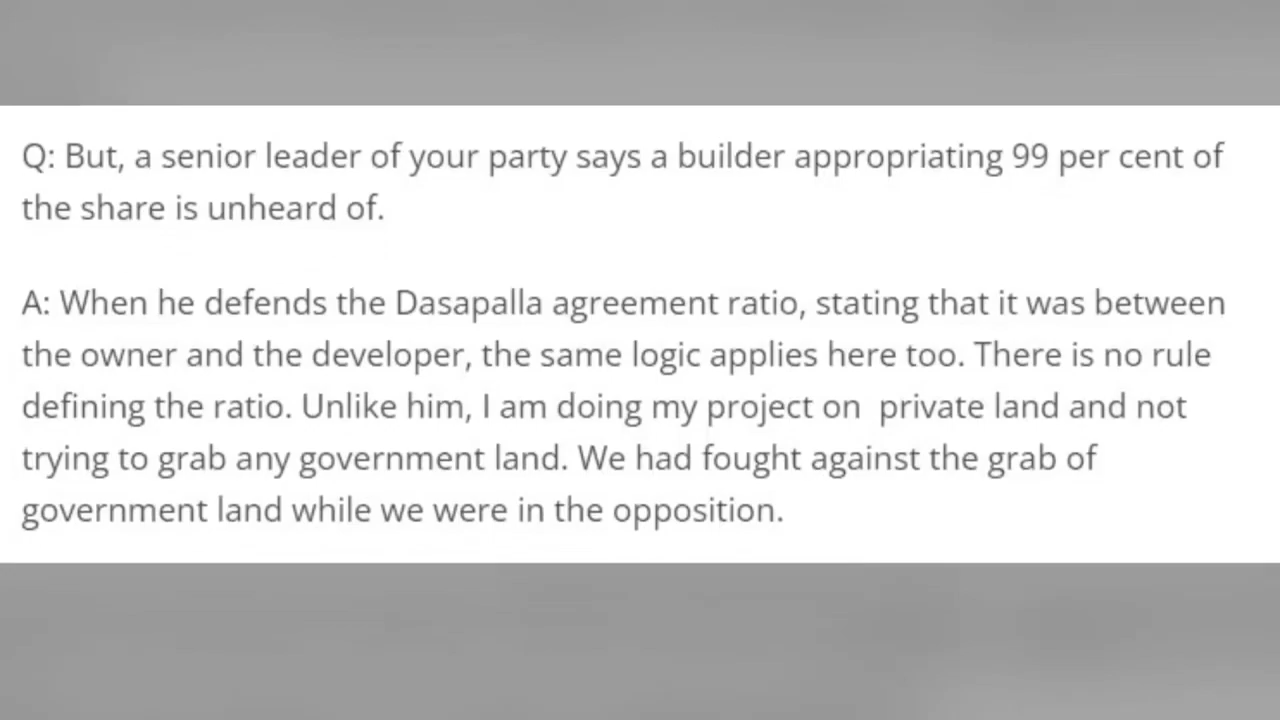 Q: But, a senior leader of your party says a builder appropriating 99 per cent of
the share is unheard of.
A: When he defends the Dasapalla agreement ratio, stating that it was between
the owner and the developer, the same logic applies here too. There is no rule
defining the ratio. Unlike him, I am doing my project on  private land and not
trying to grab any government land. We had fought against the grab of
government land while we were in the opposition.